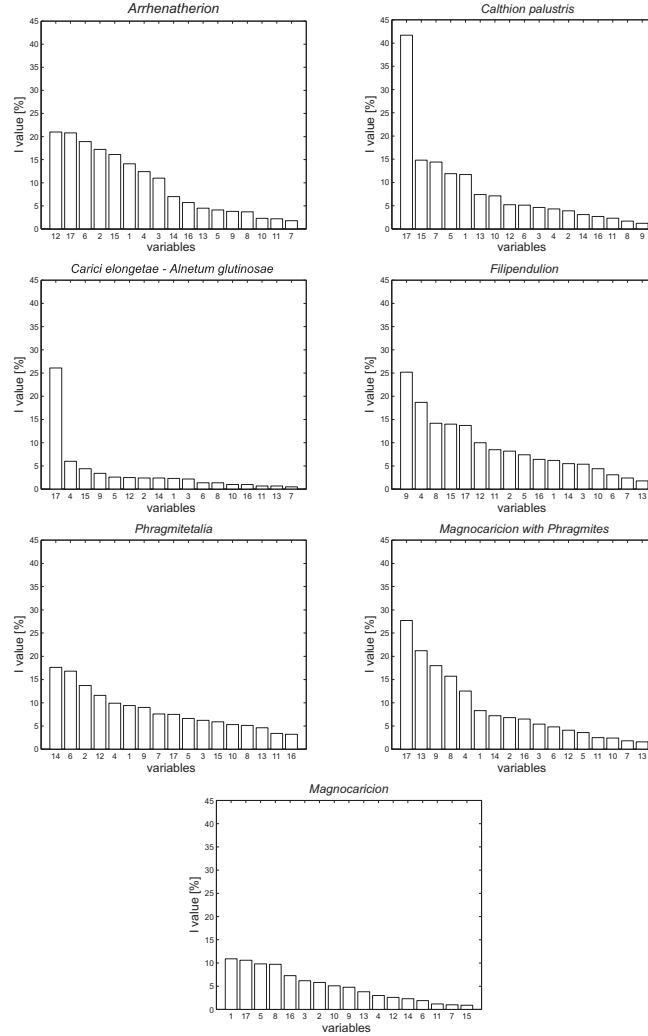 Arrhenatherion
I value [%]
45
40
35
30
25
20
15
10
5
0
12 17 6 2 15 1 4 3 14 16 13 5 9 8 10 11 7
variables
Calthion palustris
I value [%]
45
40
35
30
25
20
15
10
5
0
17 15 7 5 1 13 10 12 6 3 4 2 14 16 11 8 9
variables
Carici elongetae - Alnetum glutinosae
I value [%]
45
40
35
30
25
20
15
10
5
0
17 4 15 9 5 12 2 14 1 3 6 8 10 16 11 13 7
variables
Filipendulion
I value [%]
45
40
35
30
25
20
15
10
5
0
9 4 8 15 17 12 11 2 5 16 1 14 3 10 6 7 13
variables
Phragmitetalia
I value [%]
45
40
35
30
25
20
15
10
5
0
14 6 2 12 4 1 9 7 17 5 3 15 10 8 13 11 16
variables
Magnocaricion with Phragmites
I value [%]
45
40
35
30
25
20
15
10
5
0
17 13 9 8 4 1 14 2 16 3 6 12 5 11 10 7 13
variables
Magnocaricion
I value [%]
45
40
35
30
25
20
15
10
5
0
1 17 5 8 16 3 2 10 9 13 4 12 14 6 11 7 15
variables